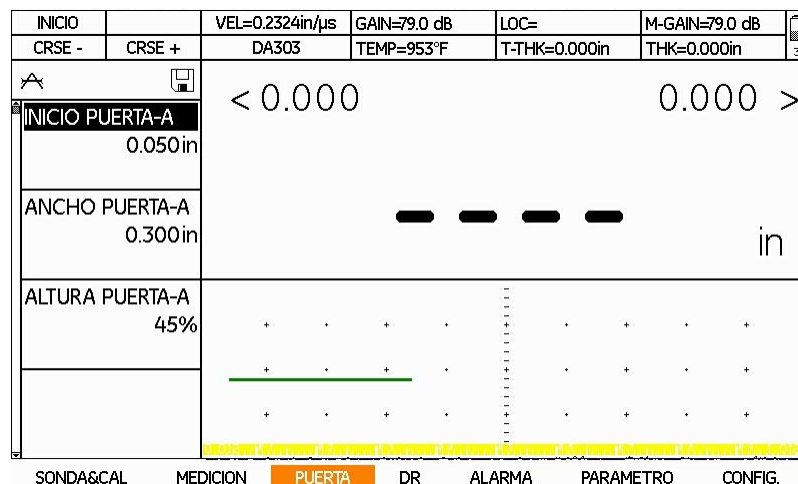 INICIO VEL=0.2324in/µs GAIN=79.0 dB LOC= M-GAIN=79.0 dB
CRSE - CRSE + DA303 TEMP=953°F T-THK=0.000in THK=0.000in
< 0.000 0.000 >
INICIO PUERTA-A
0.050in
ANCHO PUERTA-A
0.300in
in
ALTURA PUERTA-A
45%
SONDA&CAL MEDICION PUERTA DR ALARMA PARAMETRO CONFIG.